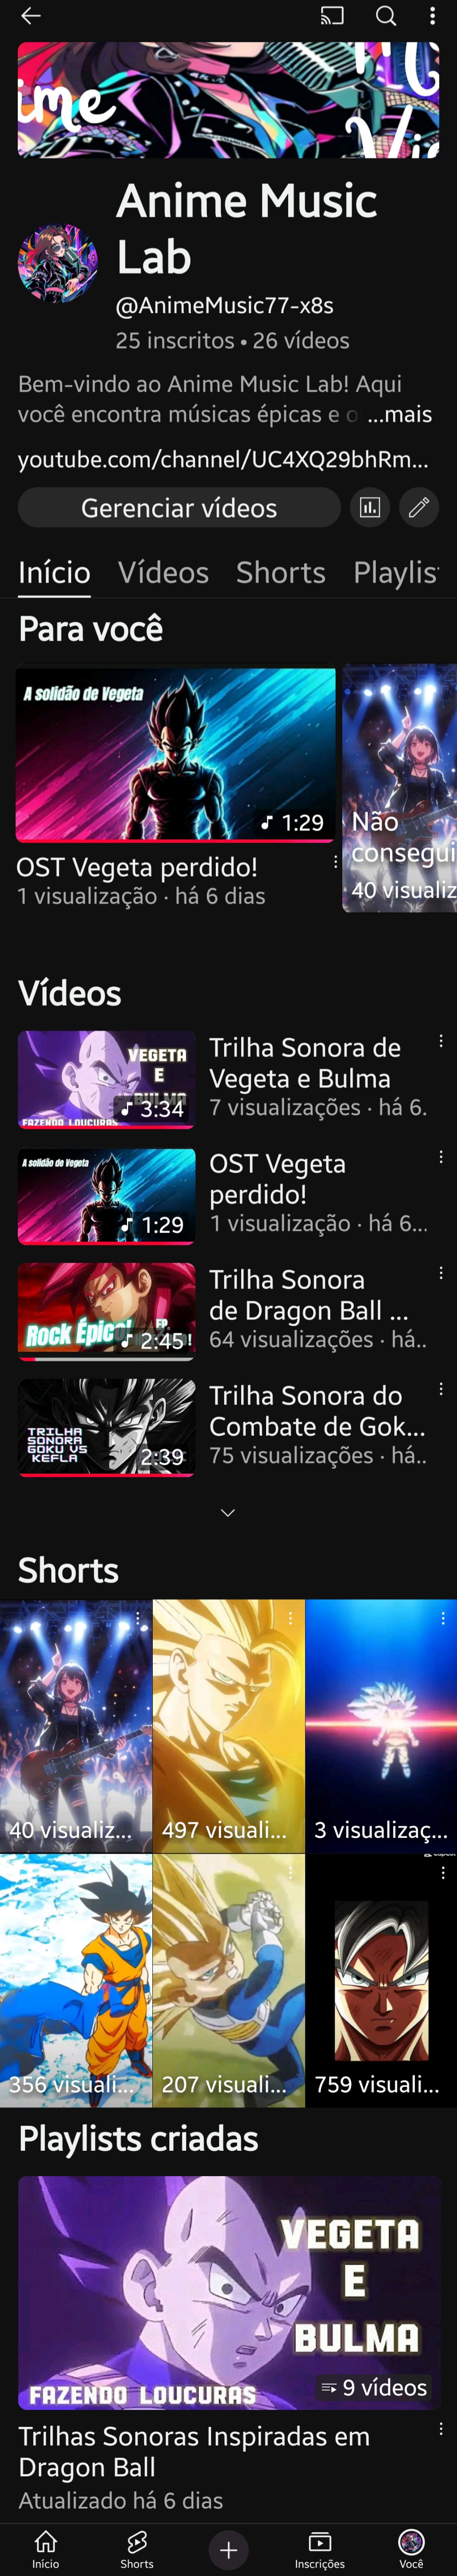 ime
Vi
Anime Music
Lab
@AnimeMusic77-x8s
25 inscritos • 26 vídeos
Bem-vindo ao Anime Music Lab! Aqui
você encontra músicas épicas e o ...mais
youtube.com/channel/UC4XQ29bhRm...
Gerenciar vídeos
Início Vídeos Shorts Playlis
Para você
A solidão de Vegeta
1:29
OST Vegeta perdido!
1 visualização · há 6 dias
Não
consegui
40 visualiz
Vídeos
VEGETA
E
BULMA
FAZENDO LOUCURAS
3:34
Trilha Sonora de
Vegeta e Bulma
7 visualizações · há 6.
A solidão de Vegeta
1:29
OST Vegeta
perdido!
1 visualização · há 6...
Rock Épico!
2:45
Trilha Sonora
de Dragon Ball ...
64 visualizações · há..
TRILHA
SONORA
GOKU VS
KEFLA
2:39
Trilha Sonora do
Combate de Gok...
75 visualizações · há..
Shorts
40 visualiz...
497 visuali...
3 visualizaç...
356 visuali...
207 visuali...
759 visuali...
Playlists criadas
VEGETA
E
BULMA
FAZENDO LOUCURAS
9 vídeos
Trilhas Sonoras Inspiradas em
Dragon Ball
Atualizado há 6 dias
Início Shorts Inscrições Você